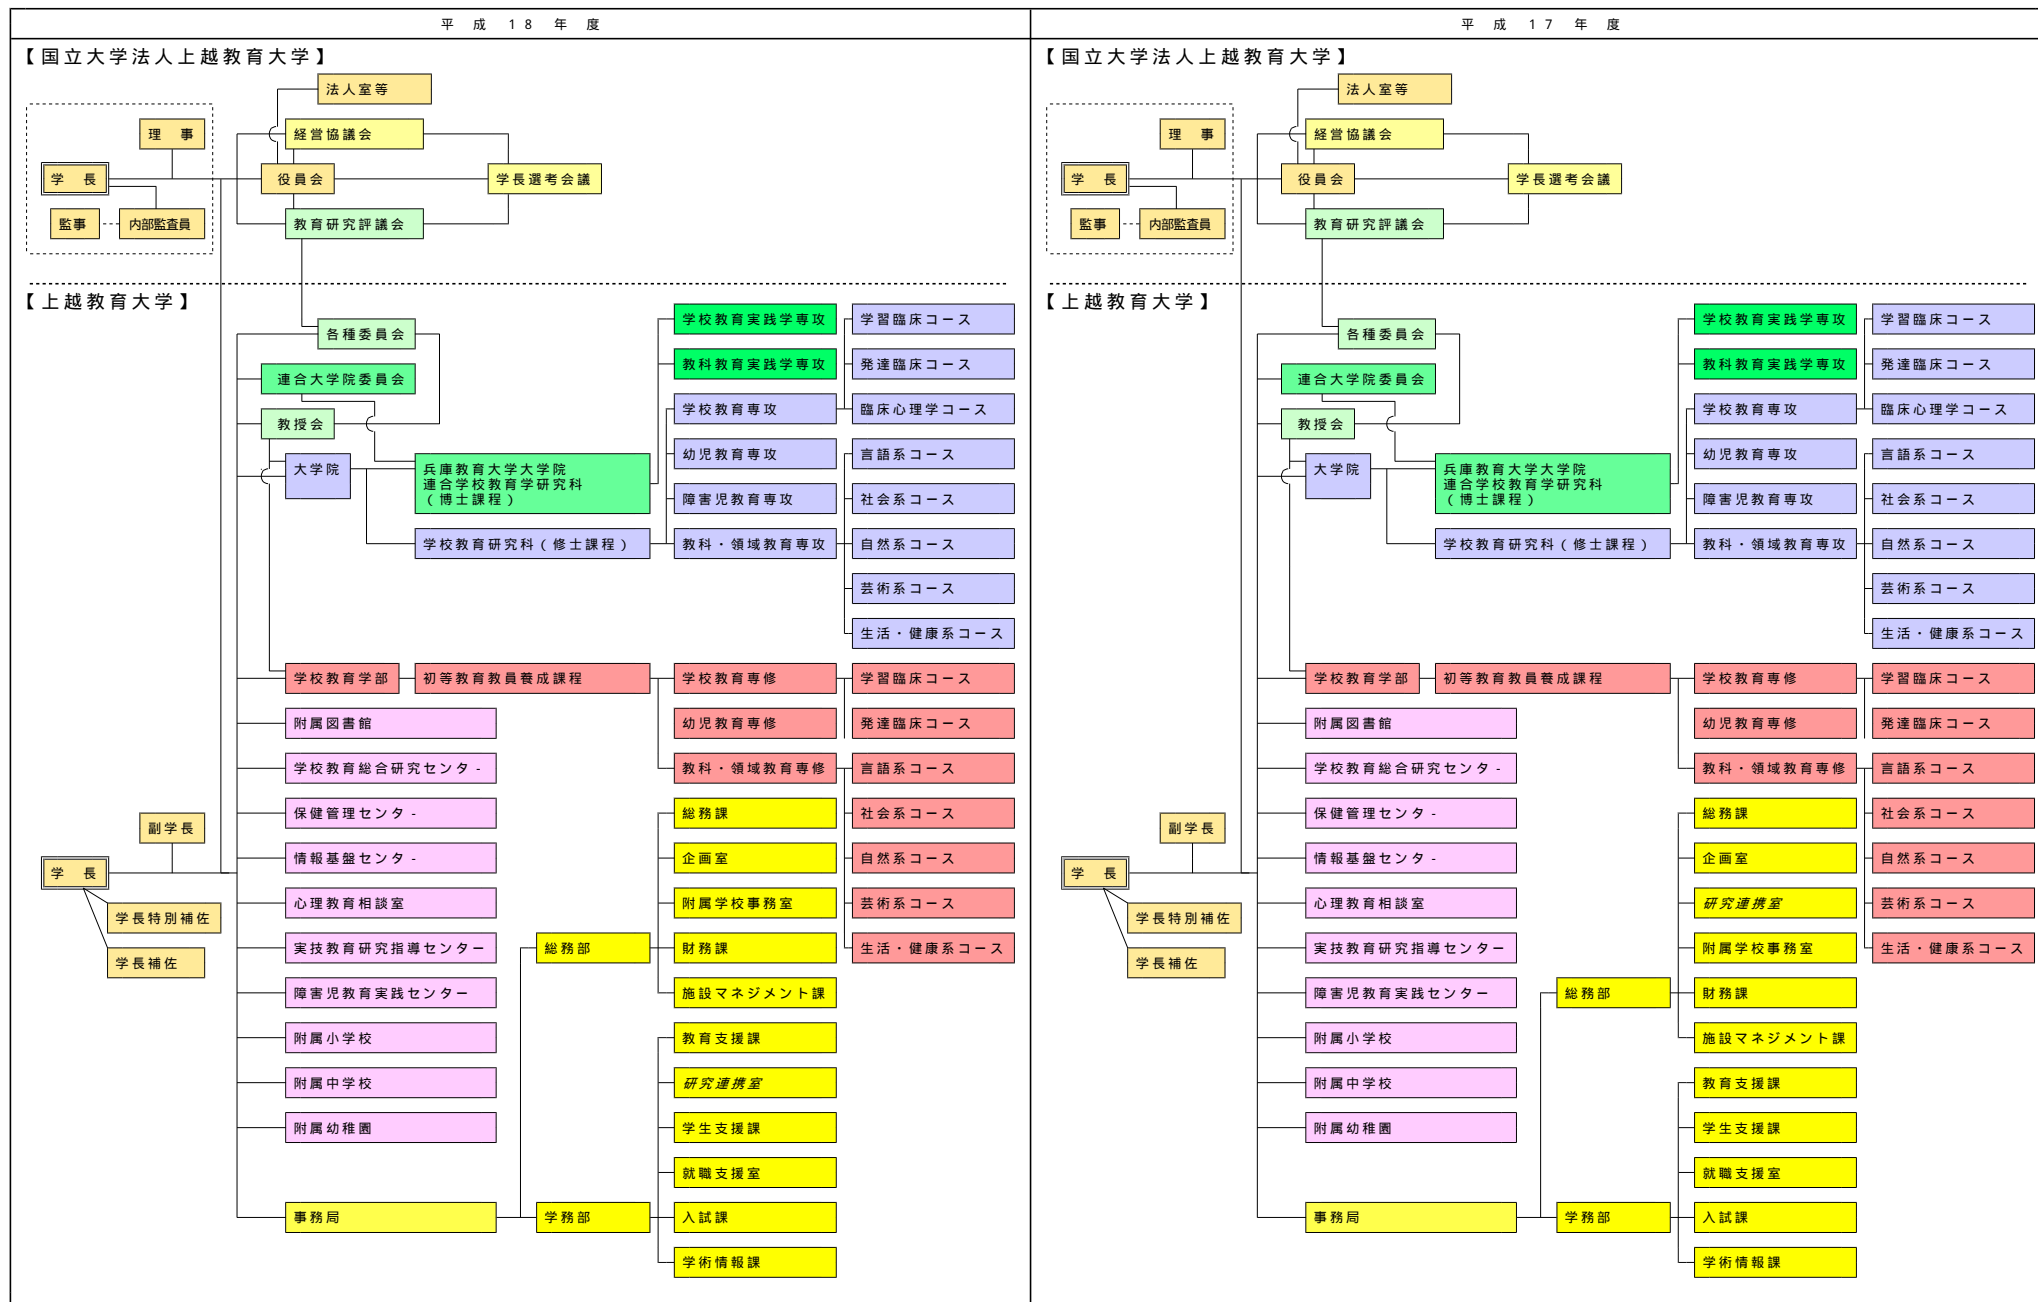 平成18年度
【国立大学法人上越教育大学】
法人室等
理　事
経営協議会
学　長
役員会
学長選考会議
監事
内部監査員
教育研究評議会
【上越教育大学】
各種委員会
連合大学院委員会
教授会
大学院
兵庫教育大学大学院
連合学校教育学研究科
（博士課程）
学校教育研究科（修士課程）
学校教育実践学専攻
教科教育実践学専攻
学校教育専攻
幼児教育専攻
障害児教育専攻
教科・領域教育専攻
学習臨床コース
発達臨床コース
臨床心理学コース
言語系コース
社会系コース
自然系コース
芸術系コース
生活・健康系コース
学校教育学部
初等教育教員養成課程
学校教育専修
幼児教育専修
教科・領域教育専修
学習臨床コース
発達臨床コース
言語系コース
社会系コース
自然系コース
芸術系コース
生活・健康系コース
附属図書館
学校教育総合研究センタ-
保健管理センタ-
情報基盤センタ-
心理教育相談室
実技教育研究指導センター
障害児教育実践センター
附属小学校
附属中学校
附属幼稚園
副学長
学　長
学長特別補佐
学長補佐
事務局
総務部
総務課
企画室
附属学校事務室
財務課
施設マネジメント課
学務部
教育支援課
研究連携室
学生支援課
就職支援室
入試課
学術情報課
平成17年度
【国立大学法人上越教育大学】
法人室等
理　事
経営協議会
学　長
役員会
学長選考会議
監事
内部監査員
教育研究評議会
【上越教育大学】
各種委員会
連合大学院委員会
教授会
大学院
兵庫教育大学大学院
連合学校教育学研究科
（博士課程）
学校教育研究科（修士課程）
学校教育実践学専攻
教科教育実践学専攻
学校教育専攻
幼児教育専攻
障害児教育専攻
教科・領域教育専攻
学習臨床コース
発達臨床コース
臨床心理学コース
言語系コース
社会系コース
自然系コース
芸術系コース
生活・健康系コース
学校教育学部
初等教育教員養成課程
学校教育専修
幼児教育専修
教科・領域教育専修
学習臨床コース
発達臨床コース
言語系コース
社会系コース
自然系コース
芸術系コース
生活・健康系コース
附属図書館
学校教育総合研究センタ-
保健管理センタ-
情報基盤センタ-
心理教育相談室
実技教育研究指導センター
障害児教育実践センター
附属小学校
附属中学校
附属幼稚園
副学長
学　長
学長特別補佐
学長補佐
事務局
総務部
総務課
企画室
研究連携室
附属学校事務室
財務課
施設マネジメント課
学務部
教育支援課
学生支援課
就職支援室
入試課
学術情報課